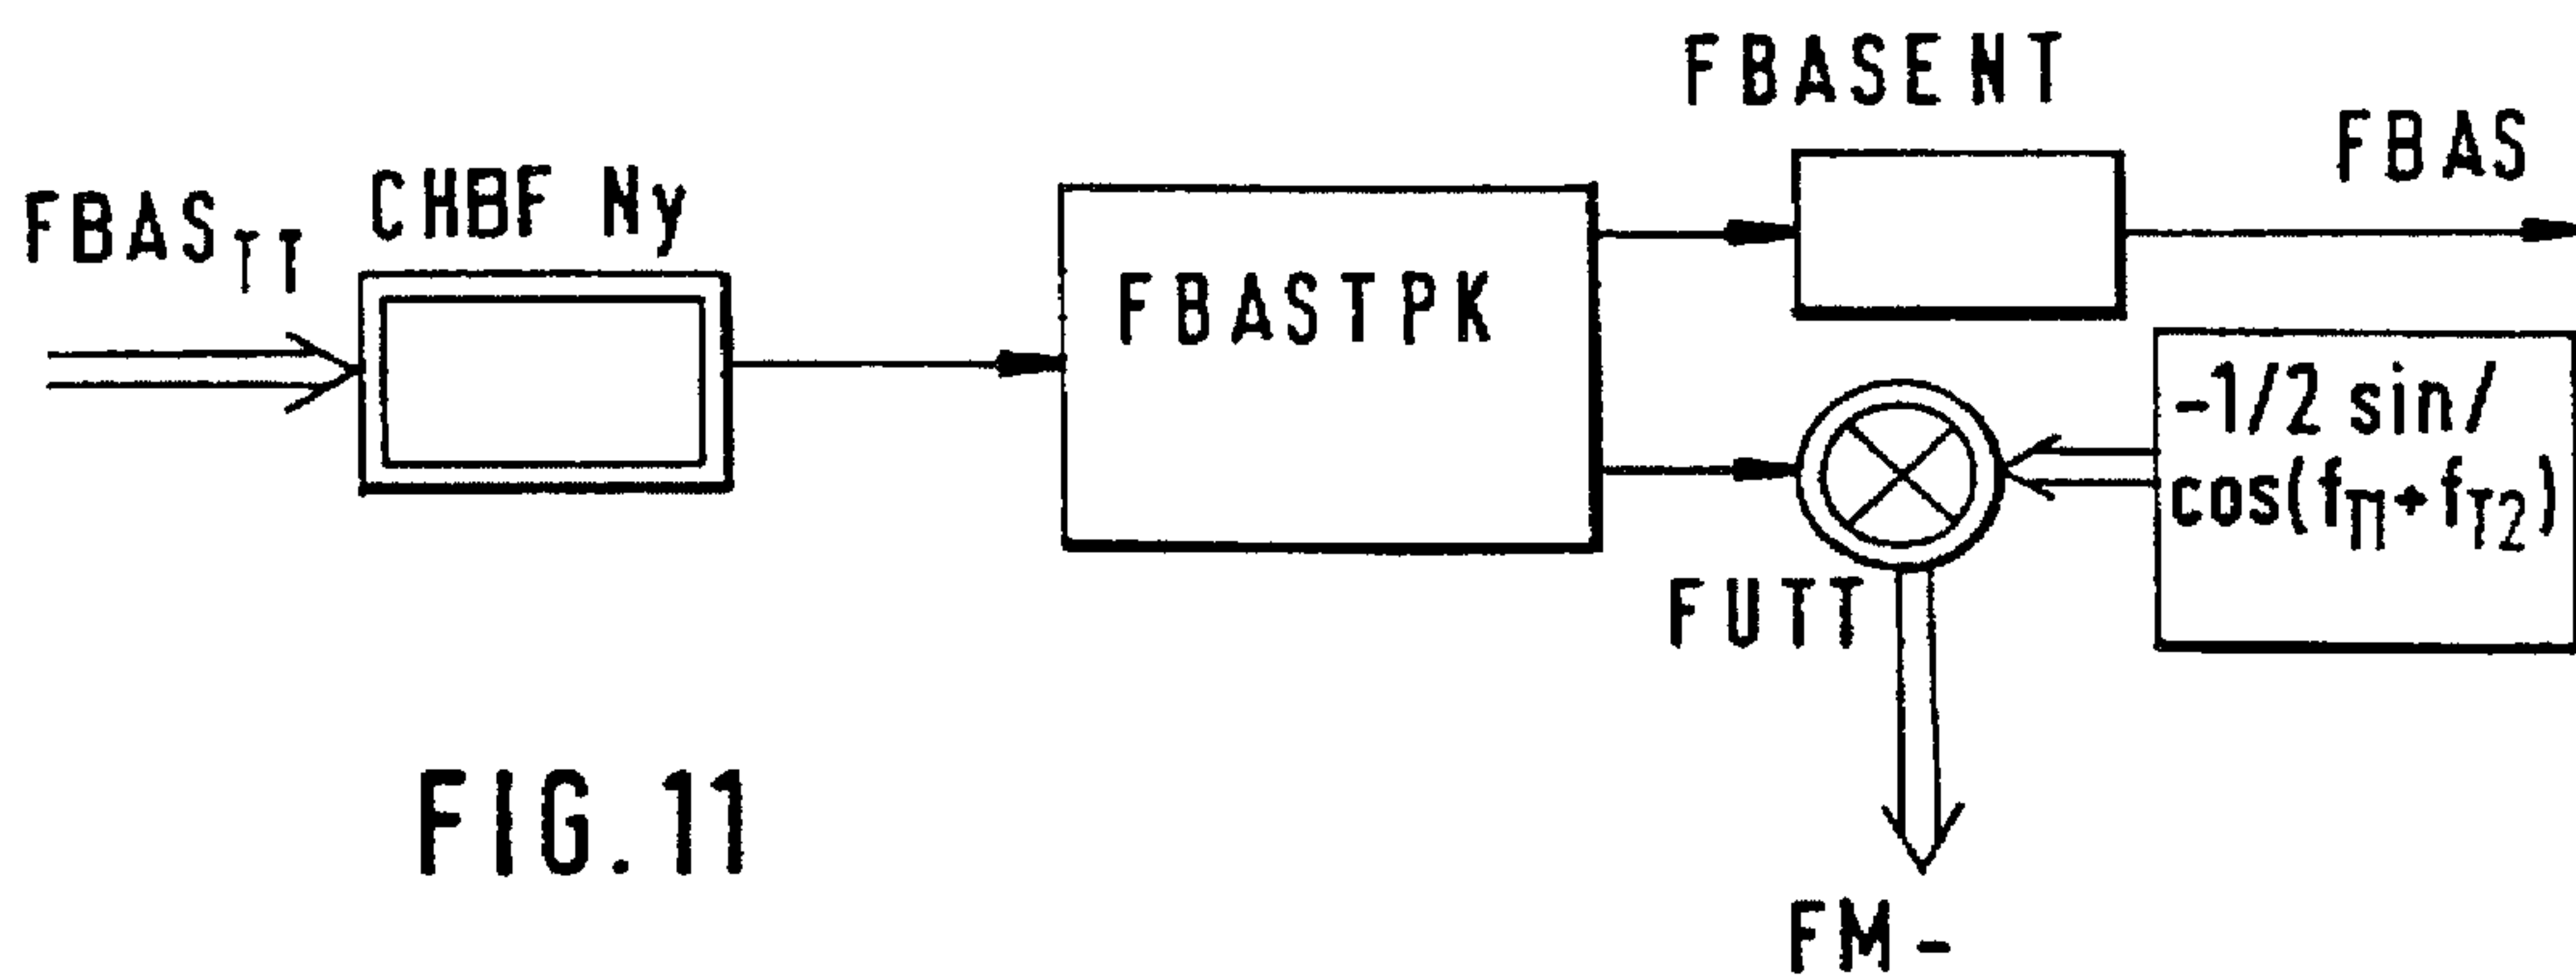 FBASENT
FBAS
CHBF Ny
FBAS_TT
FBASTPK
-1/2 sin/
cos(f_T1+f_T2)
FUTT
FIG.11
FM-